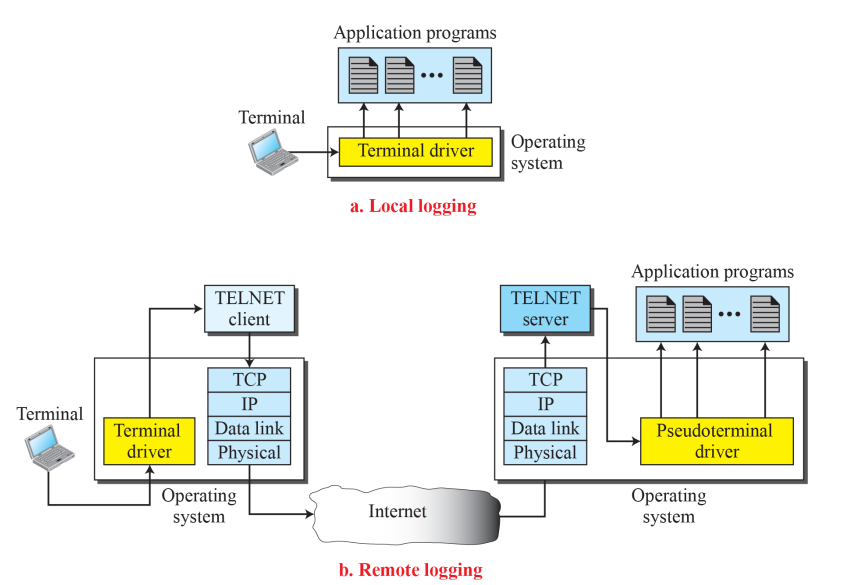 Application programs
Terminal
Terminal driver
Operating
system
a. Local logging
TELNET
client
TCP
IP
Data link
Physical
Terminal
Terminal
driver
Operating
system
Internet
TELNET
server
TCP
IP
Data link
Physical
Application programs
Pseudoterminal
driver
Operating
system
b. Remote logging